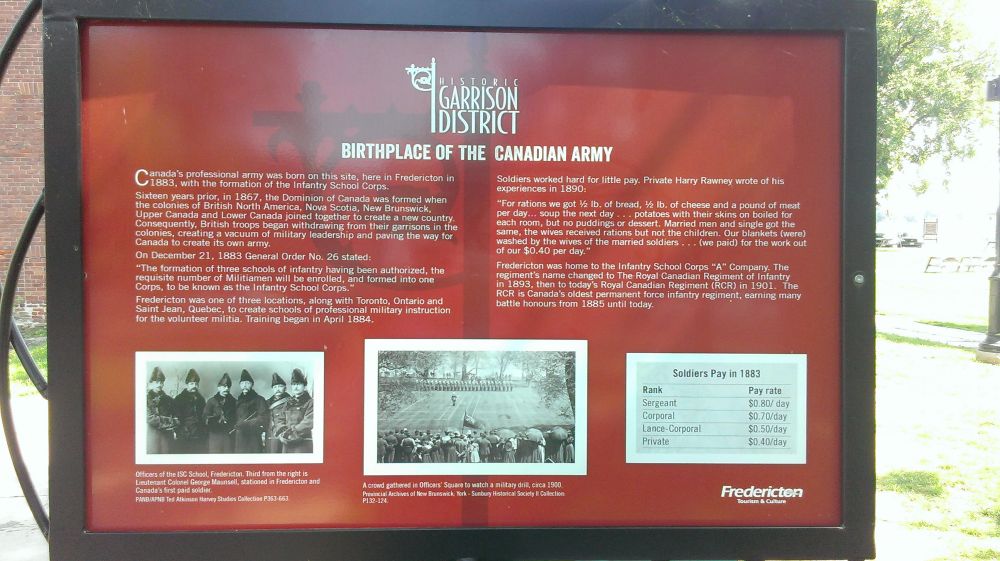 HISTORIC
GARRISON
DISTRICT
BIRTHPLACE OF THE CANADIAN ARMY
Canada's professional army was born on this site, here in Fredericton in
1883, with the formation of the Infantry School Corps.
Sixteen years prior, in 1867, the Dominion of Canada was formed when
the colonies of British North America, Nova Scotia, New Brunswick,
Upper Canada and Lower Canada joined together to create a new country.
Consequently, British troops began withdrawing from their garrisons in the
colonies, creating a vacuum of military leadership and paving the way for
Canada to create its own army.
On December 21, 1883 General Order No. 26 stated:
"The formation of three schools of infantry having been authorized, the
requisite number of Militiamen will be enrolled, and formed into one
Corps, to be known as the Infantry School Corps."
Fredericton was one of three locations, along with Toronto, Ontario and
Saint Jean, Quebec, to create schools of professional military instruction
for the volunteer militia. Training began in April 1884.
Soldiers worked hard for little pay. Private Harry Rawney wrote of his
experiences in 1890:
"For rations we got ½ lb. of bread, ½ lb. of cheese and a pound of meat
per day... soup the next day . . . potatoes with their skins on boiled for
each room, but no puddings or dessert. Married men and single got the
same, the wives received rations but not the children. Our blankets (were)
washed by the wives of the married soldiers . . . (we paid) for the work out
of our $0.40 per day."
Fredericton was home to the Infantry School Corps "A" Company. The
regiment's name changed to The Royal Canadian Regiment of Infantry
in 1893, then to today's Royal Canadian Regiment (RCR) in 1901. The
RCR is Canada's oldest permanent force infantry regiment, earning many
battle honours from 1885 until today.
Officers of the ISC School, Fredericton. Third from the right is
Lieutenant Colonel George Maunsell, stationed in Fredericton and
Canada's first paid soldier.
PANB/APNB Ted Atkinson Harvey Studios Collection P363-663.
A crowd gathered in Officers' Square to watch a military drill, circa 1900.
Provincial Archives of New Brunswick, York - Sunbury Historical Society II Collection:
P132-124.
Soldiers Pay in 1883
Rank Pay rate
Sergeant $0.80/ day
Corporal $0.70/day
Lance-Corporal $0.50/day
Private $0.40/day
Fredericton
Tourism & Culture